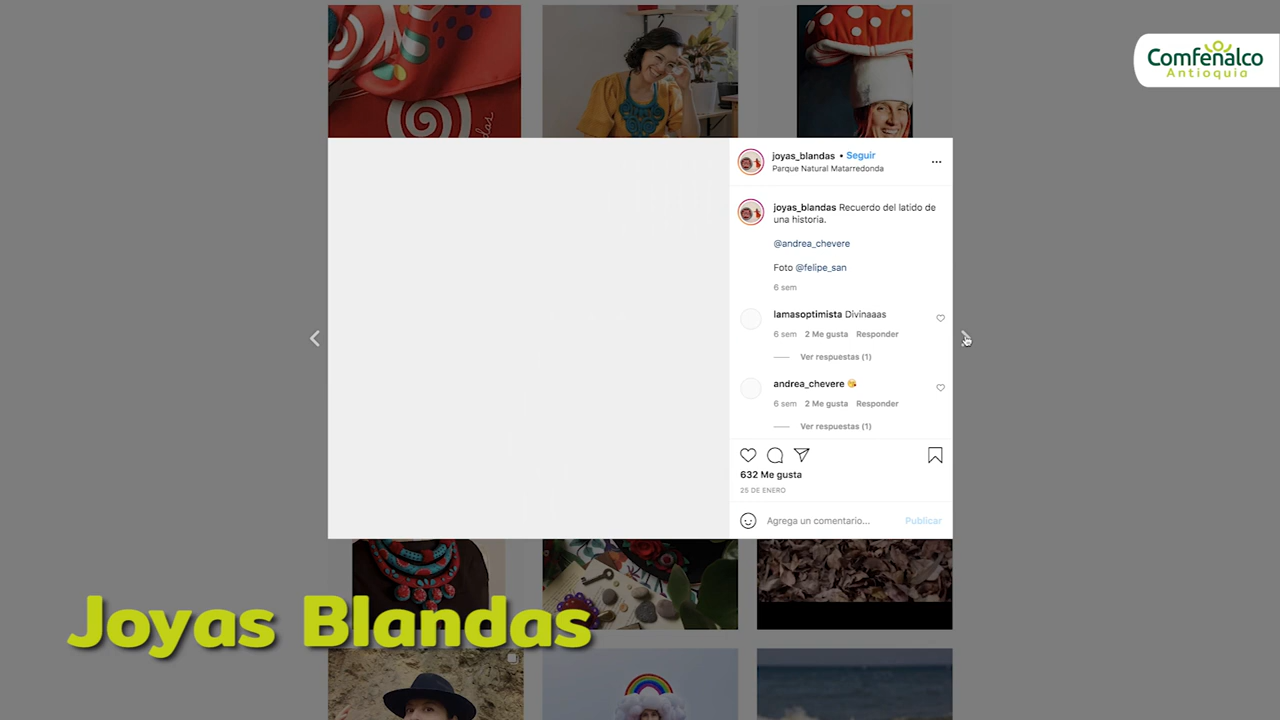 Comfenalco
Antioquia
joyas_blandas • Seguir
Parque Natural Matarredonda
joyas_blandas Recuerdo del latido de
una historia.
@andrea_chevere
Foto @felipe_san
6 sem
lamasoptimista Divinaaas
6 sem 2 Me gusta Responder
Ver respuestas (1)
andrea_chevere 😘
6 sem 2 Me gusta Responder
Ver respuestas (1)
632 Me gusta
25 DE ENERO
Agrega un comentario... Publicar
Joyas Blandas